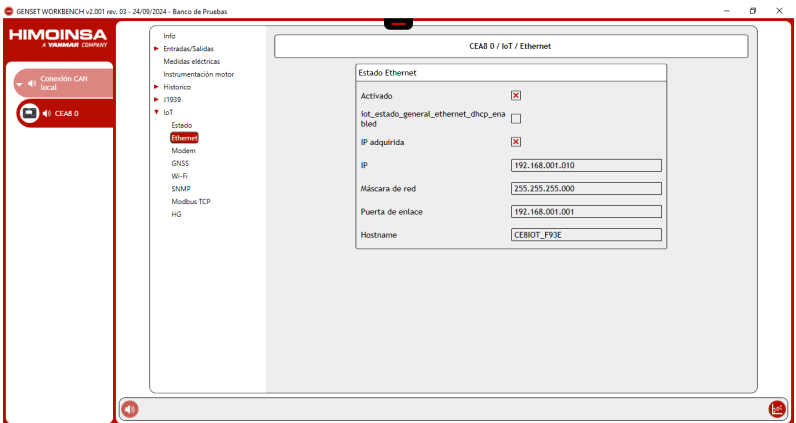 GENSET WORKBENCH v2.001 rev. 03 - 24/09/2024 - Banco de Pruebas
HIMOINSA
A YANMAR COMPANY
Conexión CAN
local
CEA8 0
Info
Entradas/Salidas
Medidas eléctricas
Instrumentación motor
Historico
J1939
IoT
Estado
Ethernet
Modem
GNSS
Wi-Fi
SNMP
Modbus TCP
HG
CEA8 0 / IoT / Ethernet
Estado Ethernet
Activado
iot_estado_general_ethernet_dhcp_ena
bled
IP adquirida
IP 192.168.001.010
Máscara de red 255.255.255.000
Puerta de enlace 192.168.001.001
Hostname CE8IOT_F93E